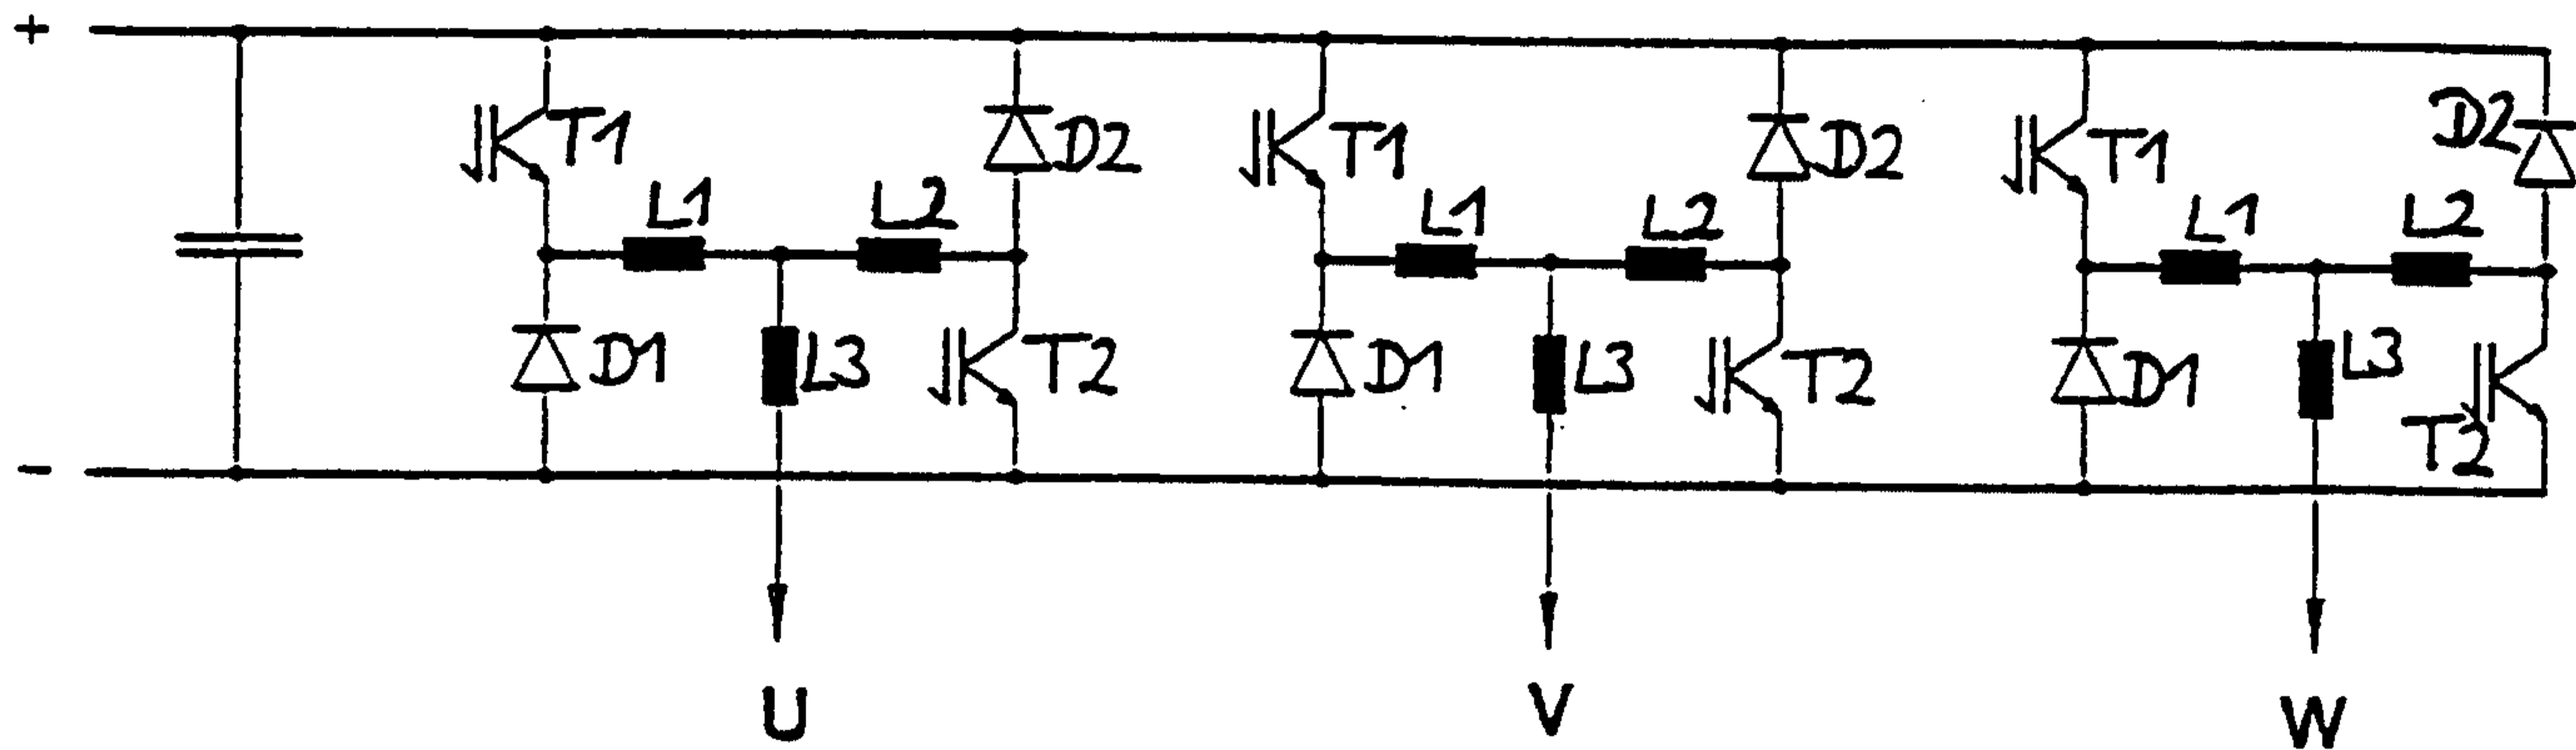 +
T1 D2 T1 D2 T1 D2
L1 L2 L1 L2 L1 L2
D1 L3 T2 D1 L3 T2 D1 L3 T2
-
U V W